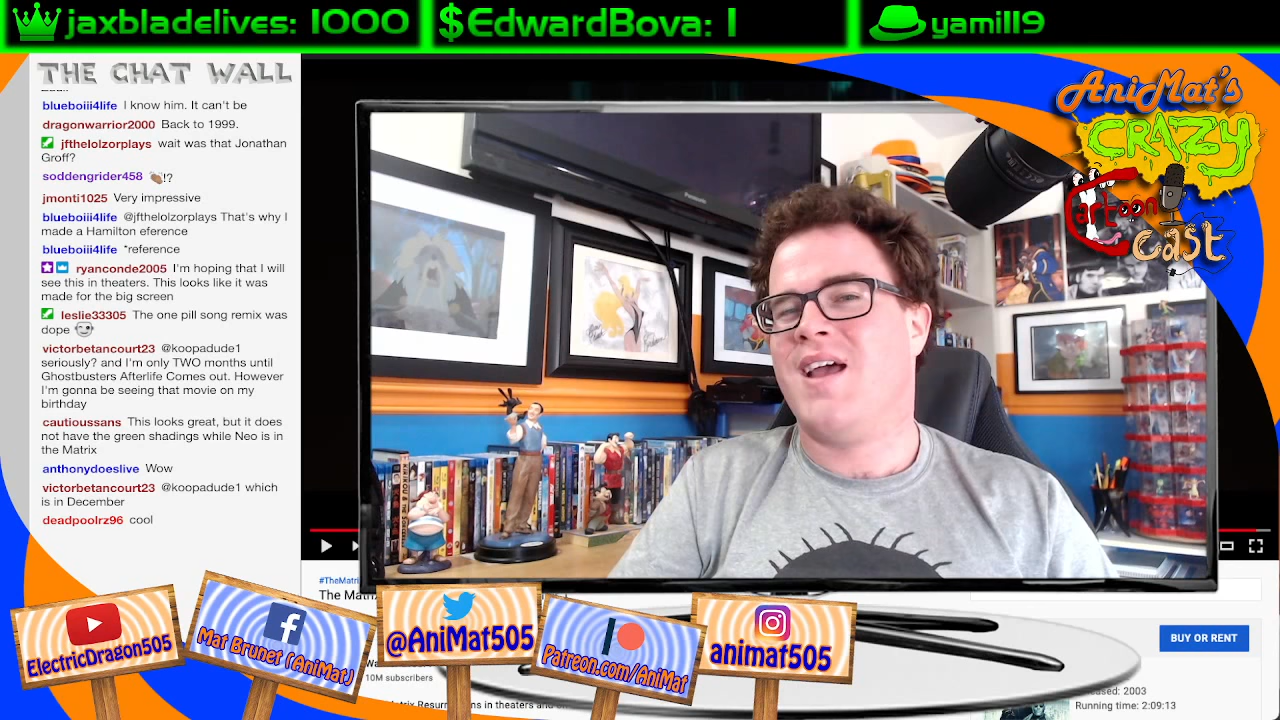 jaxbladelives: 1000
$EdwardBova: 1
yamil19
THE CHAT WALL
blueboiii4life I know him. It can't be
dragonwarrior2000 Back to 1999.
jfthelolzorplays wait was that Jonathan
Groff?
soddengrider458 !?
jmonti1025 Very impressive
blueboiii4life @jfthelolzorplays That's why I
made a Hamilton eference
blueboiii4life *reference
ryanconde2005 I'm hoping that I will
see this in theaters. This looks like it was
made for the big screen
leslie33305 The one pill song remix was
dope
victorbetancourt23 @koopadude1
seriously? and I'm only TWO months until
Ghostbusters Afterlife Comes out. However
I'm gonna be seeing that movie on my
birthday
cautioussans This looks great, but it does
not have the green shadings while Neo is in
the Matrix
anthonydoeslive Wow
victorbetancourt23 @koopadude1 which
is in December
deadpoolrz96 cool
AniMat's
CRAZY
Cartoon
Cast
#TheMatri
The Matri
10M subscribers
BUY OR RENT
2003
Running time: 2:09:13
ElectricDragon505
Mat Brunet (AniMat)
@AniMat505
Patreon.com/AniMat
animat505